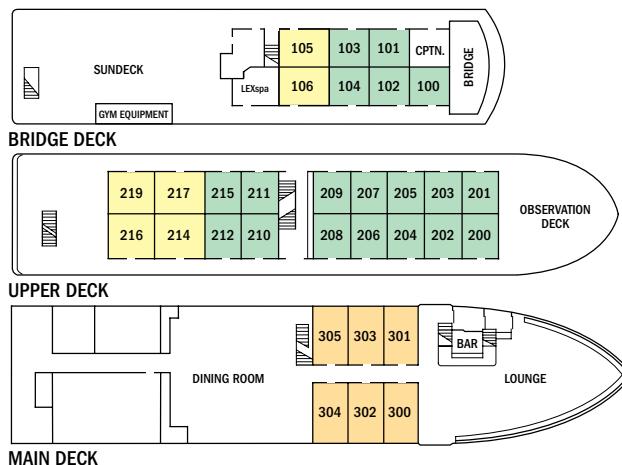 105 103 101 CPTN.
SUNDECK
BRIDGE
LEXspa 106 104 102 100
GYM EQUIPMENT
BRIDGE DECK
219 217 215 211 209 207 205 203 201
OBSERVATION
DECK
216 214 212 210 208 206 204 202 200
UPPER DECK
305 303 301 BAR
DINING ROOM LOUNGE
304 302 300
MAIN DECK